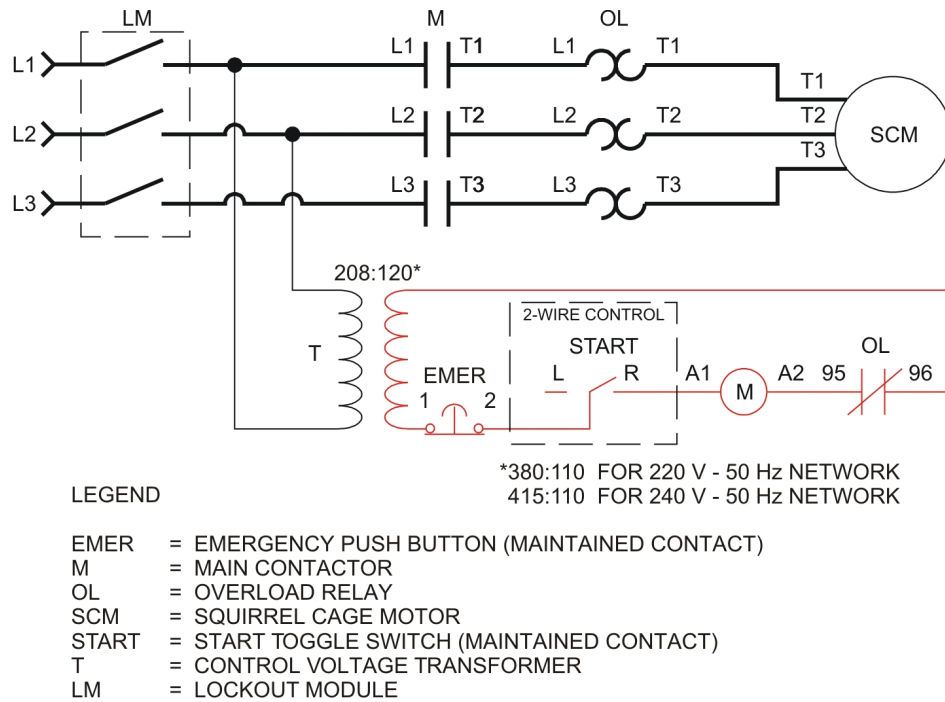 LM M OL
L1 L1 T1 L1 T1 T1
L2 L2 T2 L2 T2 T2 SCM
T3
L3 L3 T3 L3 T3
208:120*
2-WIRE CONTROL
T START OL
EMER L R A1 M A2 95 96
1 2
*380:110 FOR 220 V - 50 Hz NETWORK
415:110 FOR 240 V - 50 Hz NETWORK
LEGEND
EMER = EMERGENCY PUSH BUTTON (MAINTAINED CONTACT)
M = MAIN CONTACTOR
OL = OVERLOAD RELAY
SCM = SQUIRREL CAGE MOTOR
START = START TOGGLE SWITCH (MAINTAINED CONTACT)
T = CONTROL VOLTAGE TRANSFORMER
LM = LOCKOUT MODULE